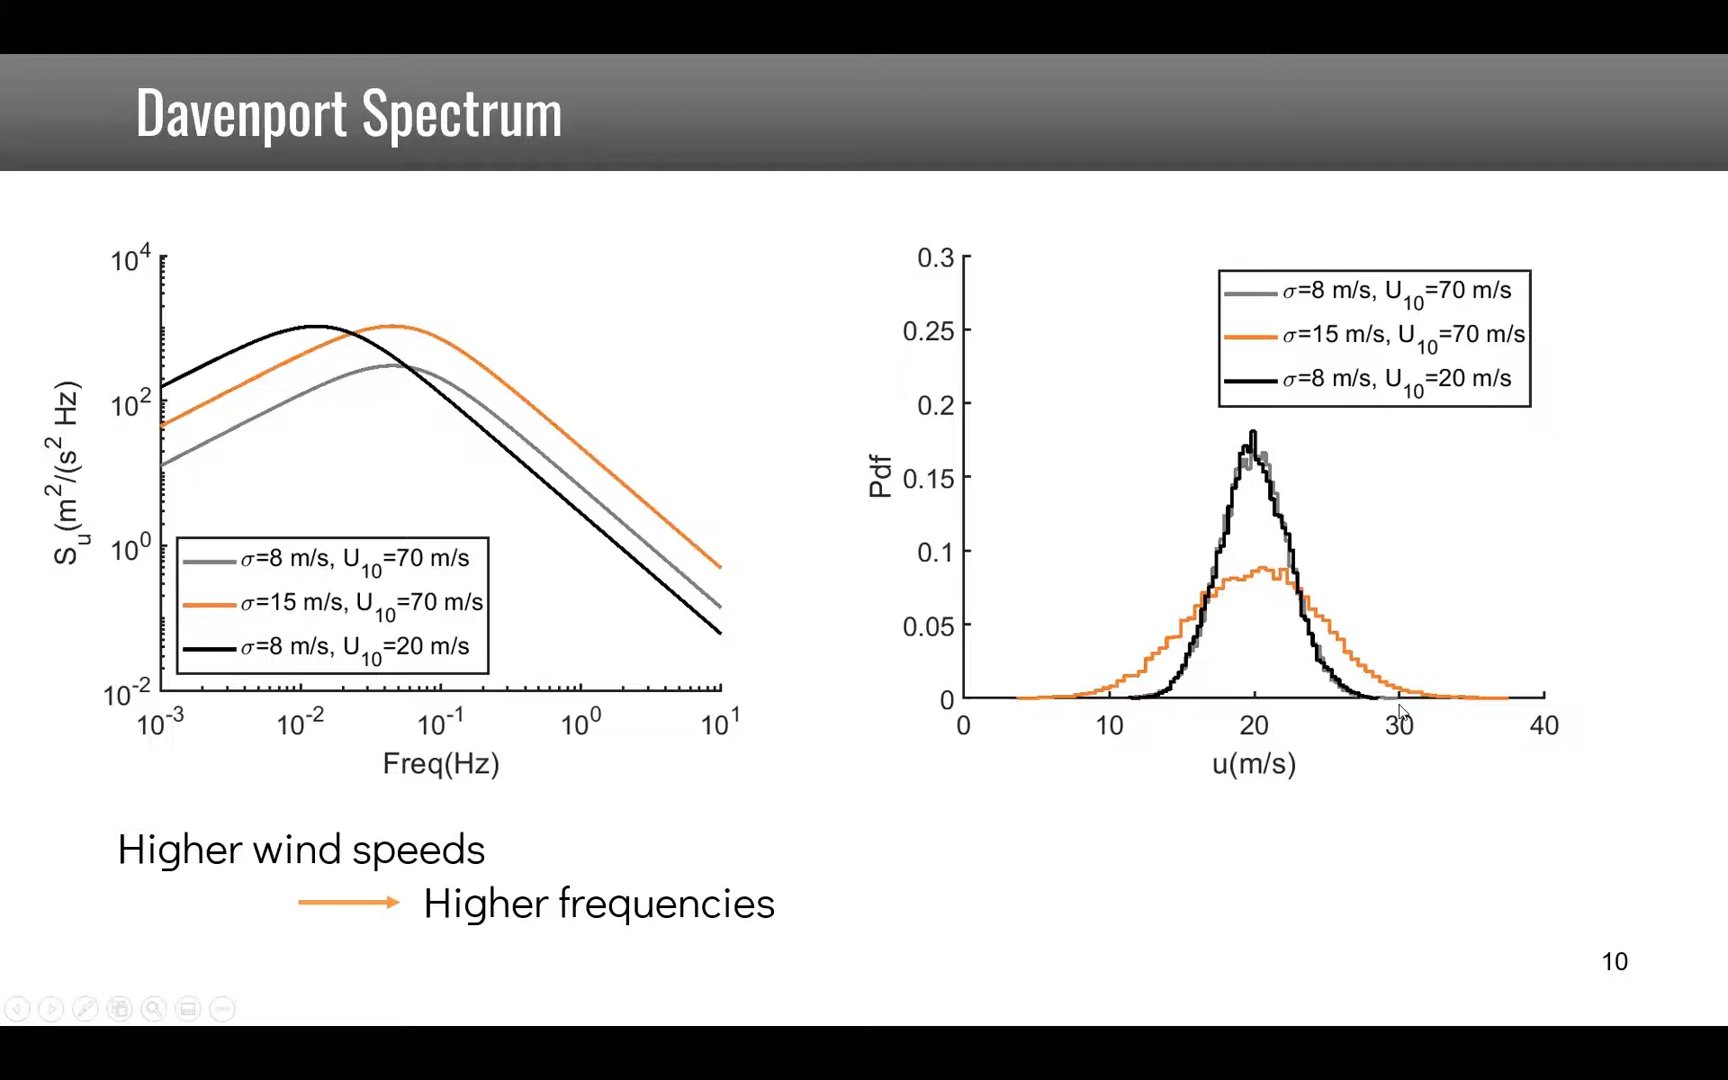 Davenport Spectrum
10^4
10^2
10^0
10^-2
S_u(m^2/(s^2 Hz)
σ=8 m/s, U_10=70 m/s
σ=15 m/s, U_10=70 m/s
σ=8 m/s, U_10=20 m/s
10^-3 10^-2 10^-1 10^0 10^1
Freq(Hz)
0.3
0.25
0.2
0.15
0.1
0.05
0
Pdf
σ=8 m/s, U_10=70 m/s
σ=15 m/s, U_10=70 m/s
σ=8 m/s, U_10=20 m/s
0 10 20 30 40
u(m/s)
Higher wind speeds
Higher frequencies
10